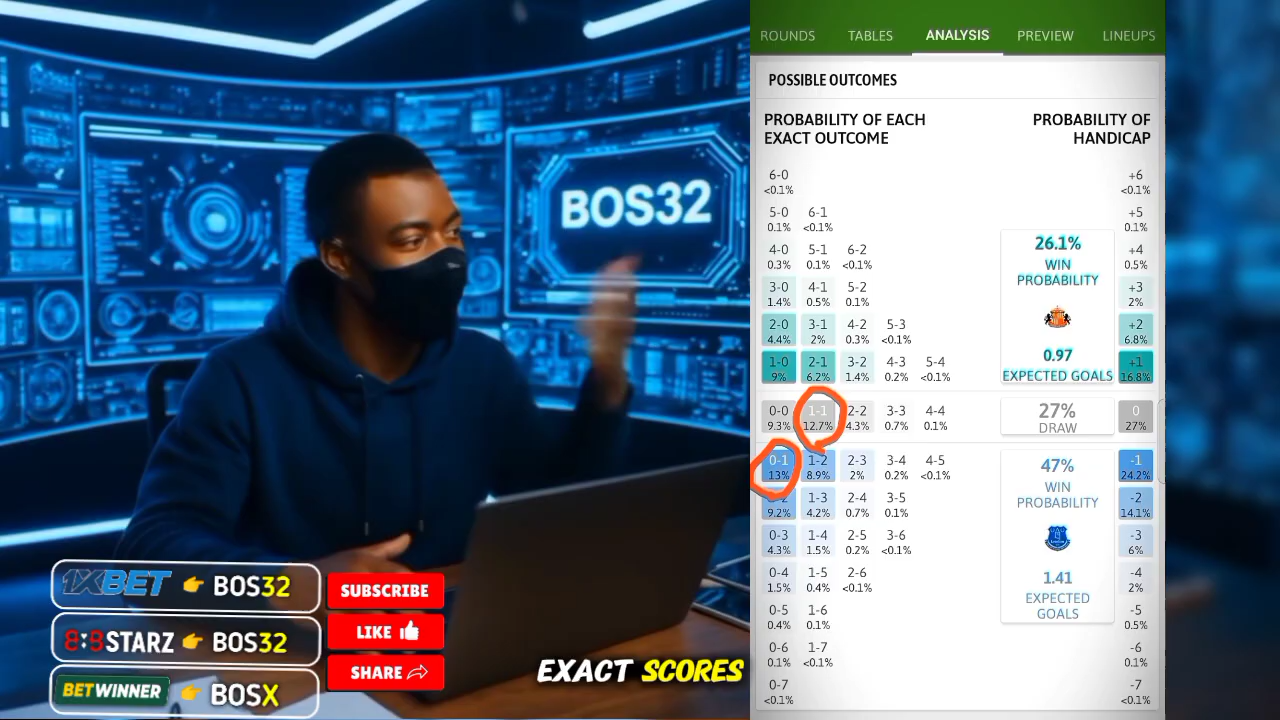 BOS32
1XBET 👉 BOS32
8:8STARZ 👉 BOS32
BETWINNER 👉 BOSX
SUBSCRIBE
LIKE
SHARE
EXACT SCORES
ROUNDS TABLES ANALYSIS PREVIEW LINEUPS
POSSIBLE OUTCOMES
PROBABILITY OF EACH
EXACT OUTCOME
PROBABILITY OF
HANDICAP
6-0 +6
<0.1% <0.1%
5-0 6-1 +5
0.1% <0.1% 0.1%
4-0 5-1 6-2 +4
0.3% 0.1% <0.1% 0.5%
3-0 4-1 5-2 +3
1.4% 0.5% 0.1% 2%
2-0 3-1 4-2 5-3 +2
4.4% 2% 0.3% <0.1% 6.8%
1-0 2-1 3-2 4-3 5-4 +1
9% 6.2% 1.4% 0.2% <0.1% 16.8%
26.1%
WIN
PROBABILITY
0.97
EXPECTED GOALS
0-0 1-1 2-2 3-3 4-4 0
9.3% 12.7% 4.3% 0.7% 0.1% 27%
27%
DRAW
0-1 1-2 2-3 3-4 4-5 -1
13% 8.9% 2% 0.2% <0.1% 24.2%
1-3 2-4 3-5 -2
9.2% 4.2% 0.7% 0.1% 14.1%
0-3 1-4 2-5 3-6 -3
4.3% 1.5% 0.2% <0.1% 6%
0-4 1-5 2-6 -4
1.5% 0.4% <0.1% 2%
0-5 1-6 -5
0.4% 0.1% 0.5%
0-6 1-7 -6
0.1% <0.1% 0.1%
0-7 -7
<0.1% <0.1%
47%
WIN
PROBABILITY
1.41
EXPECTED
GOALS